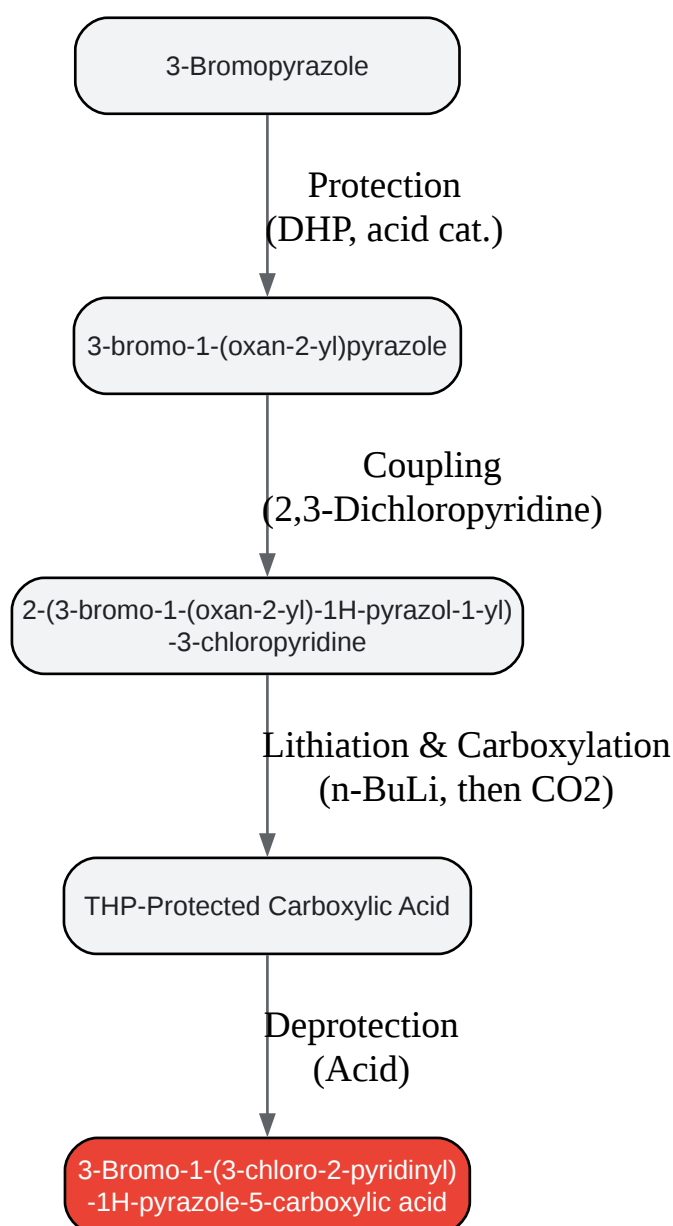 3-Bromopyrazole
Protection
(DHP, acid cat.)
3-bromo-1-(oxan-2-yl)pyrazole
Coupling
(2,3-Dichloropyridine)
2-(3-bromo-1-(oxan-2-yl)-1H-pyrazol-1-yl)
-3-chloropyridine
Lithiation & Carboxylation
(n-BuLi, then CO2)
THP-Protected Carboxylic Acid
Deprotection
(Acid)
3-Bromo-1-(3-chloro-2-pyridinyl)
-1H-pyrazole-5-carboxylic acid